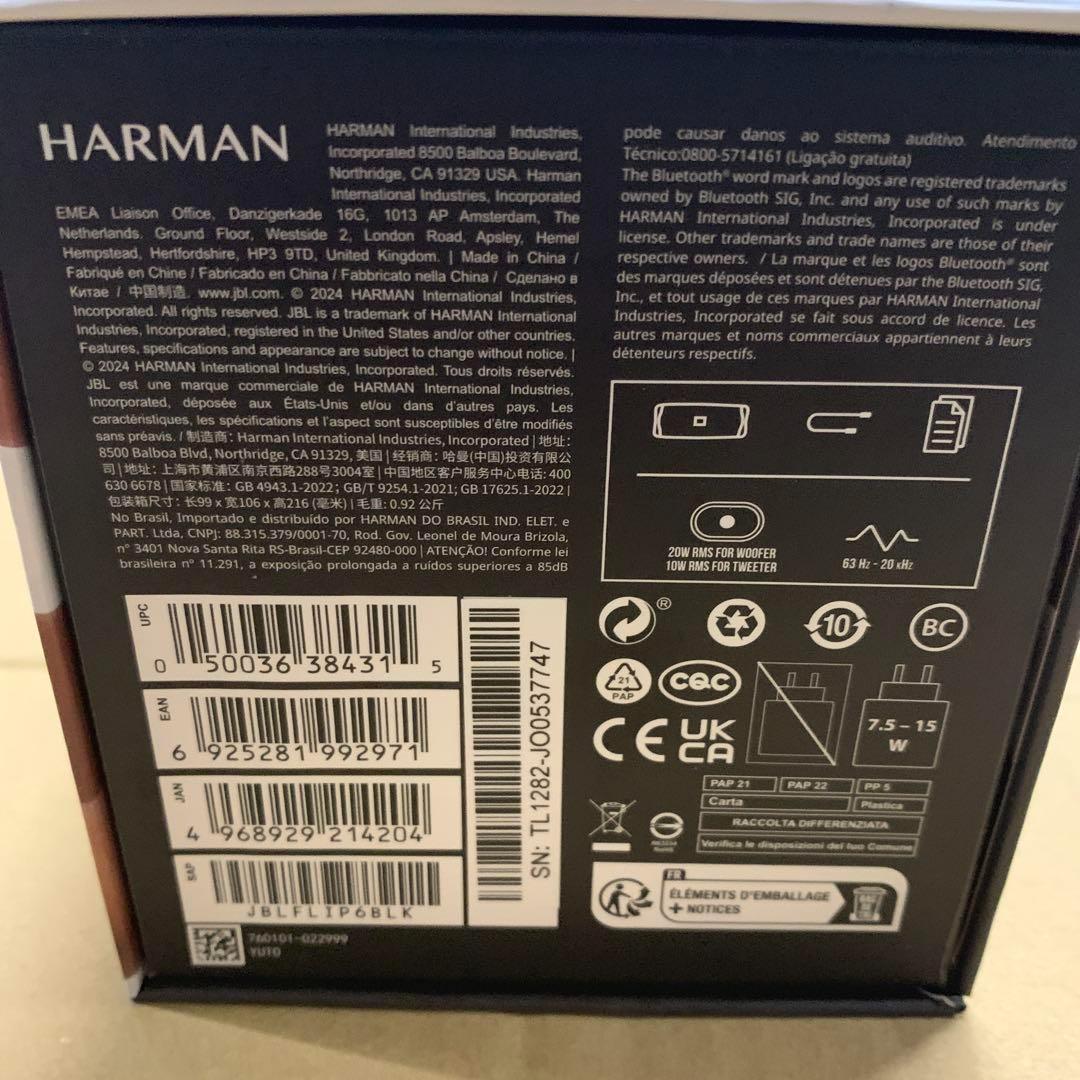 HARMAN
HARMAN International Industries,
Incorporated 8500 Balboa Boulevard,
Northridge, CA 91329 USA. Harman
International Industries, Incorporated
EMEA Liaison Office, Danzigerkade 16G, 1013 AP Amsterdam, The
Netherlands. Ground Floor, Westside 2, London Road, Apsley, Hemel
Hempstead, Hertfordshire, HP3 9TD, United Kingdom. | Made in China /
Fabriqué en Chine / Fabricado en China / Fabbricato nella China / Сделано в
Китае / 中国制造. www.jbl.com. © 2024 HARMAN International Industries,
Incorporated. All rights reserved. JBL is a trademark of HARMAN International
Industries, Incorporated, registered in the United States and/or other countries.
Features, specifications and appearance are subject to change without notice. |
© 2024 HARMAN International Industries, Incorporated. Tous droits réservés.
JBL est une marque commerciale de HARMAN International Industries,
Incorporated, déposée aux États-Unis et/ou dans d'autres pays. Les
caractéristiques, les spécifications et l'aspect sont susceptibles d'être modifiés
sans préavis. / 制造商: Harman International Industries, Incorporated | 地址:
8500 Balboa Blvd, Northridge, CA 91329, 美国 | 经销商: 哈曼(中国)投资有限公
司 | 地址: 上海市黄浦区南京西路288号3004室 | 中国地区客户服务中心电话: 400
630 6678 | 国家标准: GB 4943.1-2022; GB/T 9254.1-2021; GB 17625.1-2022 |
包装箱尺寸: 长99 x 宽106 x 高216 (毫米) | 毛重: 0.92 公斤
No Brasil, Importado e distribuído por HARMAN DO BRASIL IND. ELET. e
PART. Ltda, CNPJ: 88.315.379/0001-70, Rod. Gov. Leonel de Moura Brizola,
n° 3401 Nova Santa Rita RS-Brasil-CEP 92480-000 | ATENÇÃO! Conforme lei
brasileira n° 11.291, a exposição prolongada a ruídos superiores a 85dB
pode causar danos ao sistema auditivo. Atendimento
Técnico:0800-5714161 (Ligação gratuita)
The Bluetooth® word mark and logos are registered trademarks
owned by Bluetooth SIG, Inc. and any use of such marks by
HARMAN International Industries, Incorporated is under
license. Other trademarks and trade names are those of their
respective owners. / La marque et les logos Bluetooth® sont
des marques déposées et sont détenues par the Bluetooth SIG,
Inc., et tout usage de ces marques par HARMAN International
Industries, Incorporated se fait sous accord de licence. Les
autres marques et noms commerciaux appartiennent à leurs
détenteurs respectifs.
20W RMS FOR WOOFER
10W RMS FOR TWEETER
63 Hz - 20 kHz
UPC
0 50036 38431 5
EAN
6 925281 992971
JAN
4 968929 214204
SAP
JBLFLIP6BLK
SN: TL1282-JO0537747
760101-022999
YUTO
®
10
BC
21
PAP
CQC
CE
UK
CA
7.5 – 15
W
PAP 21
PAP 22
PP 5
Carta
Plastica
RACCOLTA DIFFERENZIATA
Verifica le disposizioni del tuo Comune
FR
ÉLÉMENTS D'EMBALLAGE
+ NOTICES